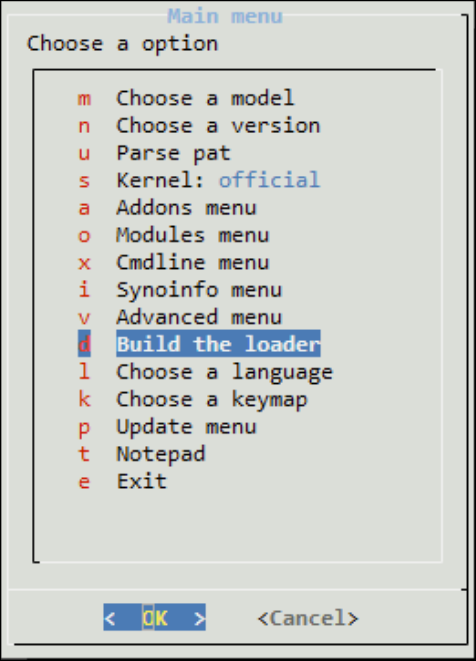 Main menu
Choose a option
m Choose a model
n Choose a version
u Parse pat
s Kernel: official
a Addons menu
o Modules menu
x Cmdline menu
i Synoinfo menu
v Advanced menu
d Build the loader
l Choose a language
k Choose a keymap
p Update menu
t Notepad
e Exit
< OK > <Cancel>